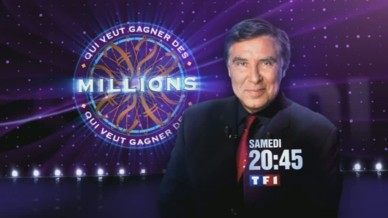 QUI VEUT GAGNER DES
MILLIONS
QUI VEUT GAGNER DES
SAMEDI
20:45
TF1